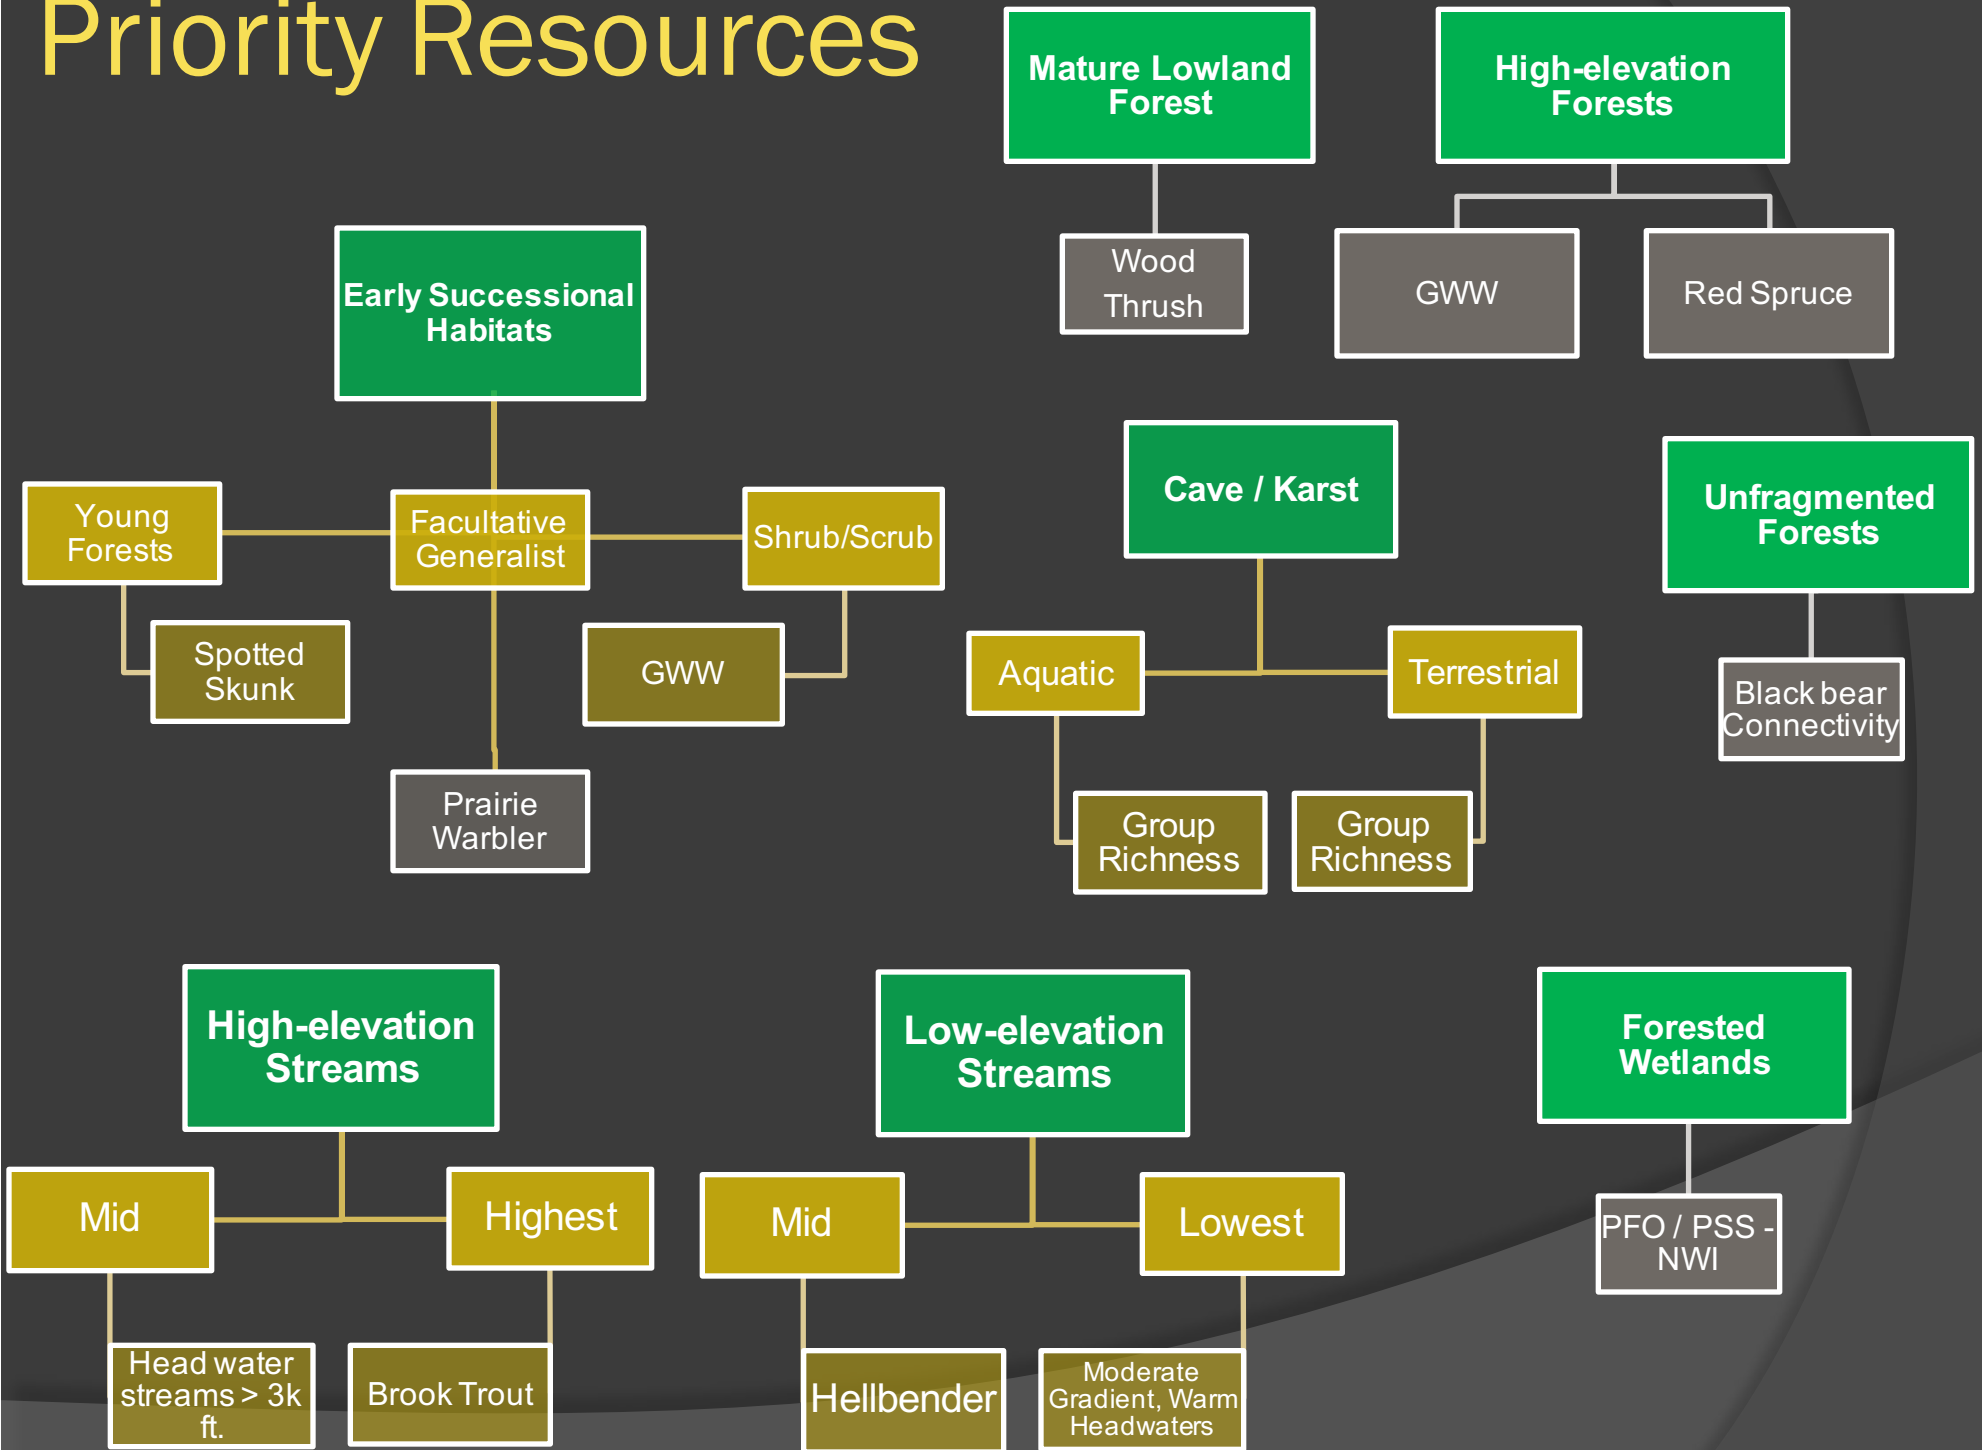 Priority Resources
Mature Lowland
Forest
Wood
Thrush
High-elevation
Forests
GWW
Red Spruce
Early Successional
Habitats
Young
Forests
Facultative
Generalist
Shrub/Scrub
Spotted
Skunk
GWW
Prairie
Warbler
Cave / Karst
Aquatic
Terrestrial
Group
Richness
Group
Richness
Unfragmented
Forests
Black bear
Connectivity
High-elevation
Streams
Mid
Highest
Head water
streams > 3k
ft.
Brook Trout
Low-elevation
Streams
Mid
Lowest
Hellbender
Moderate
Gradient, Warm
Headwaters
Forested
Wetlands
PFO / PSS -
NWI